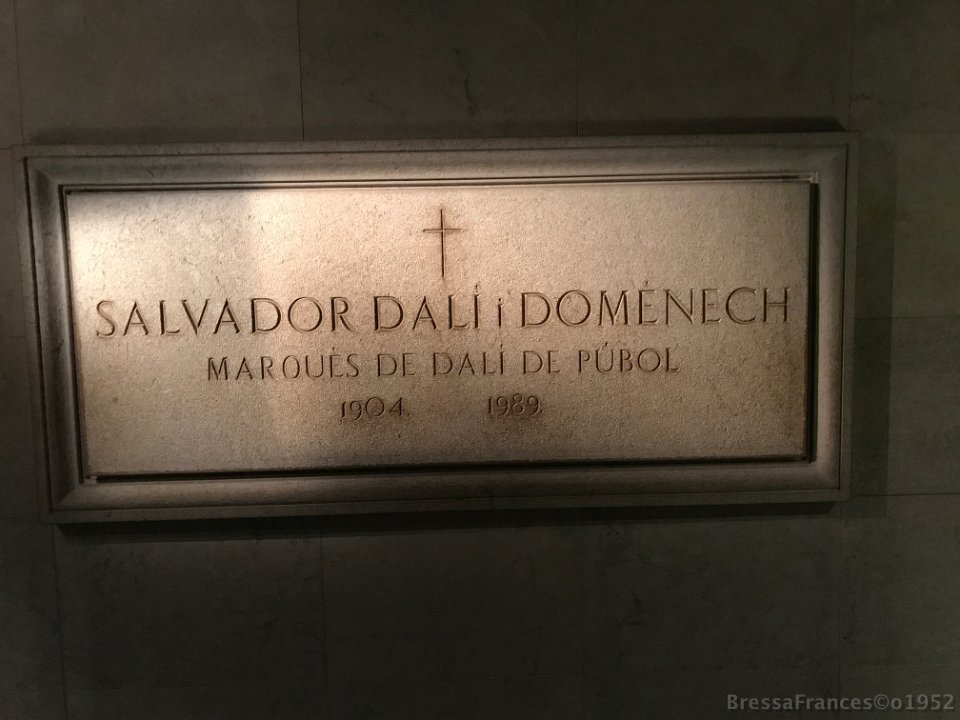 SALVADOR DALÍ i DOMÈNECH
MARQUÈS DE DALÍ DE PÚBOL
1904 1989
BressaFrances©o1952